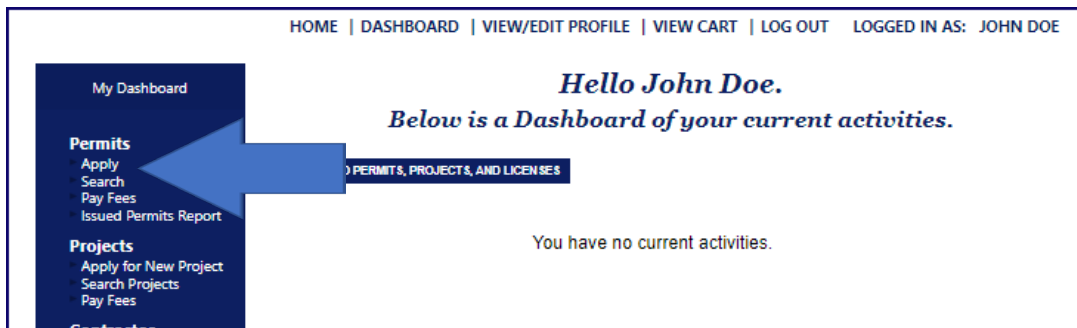 HOME | DASHBOARD | VIEW/EDIT PROFILE | VIEW CART | LOG OUT LOGGED IN AS: JOHN DOE
My Dashboard
Hello John Doe.
Below is a Dashboard of your current activities.
Permits
Apply
Search
Pay Fees
Issued Permits Report
PERMITS, PROJECTS, AND LICENSES
You have no current activities.
Projects
Apply for New Project
Search Projects
Pay Fees